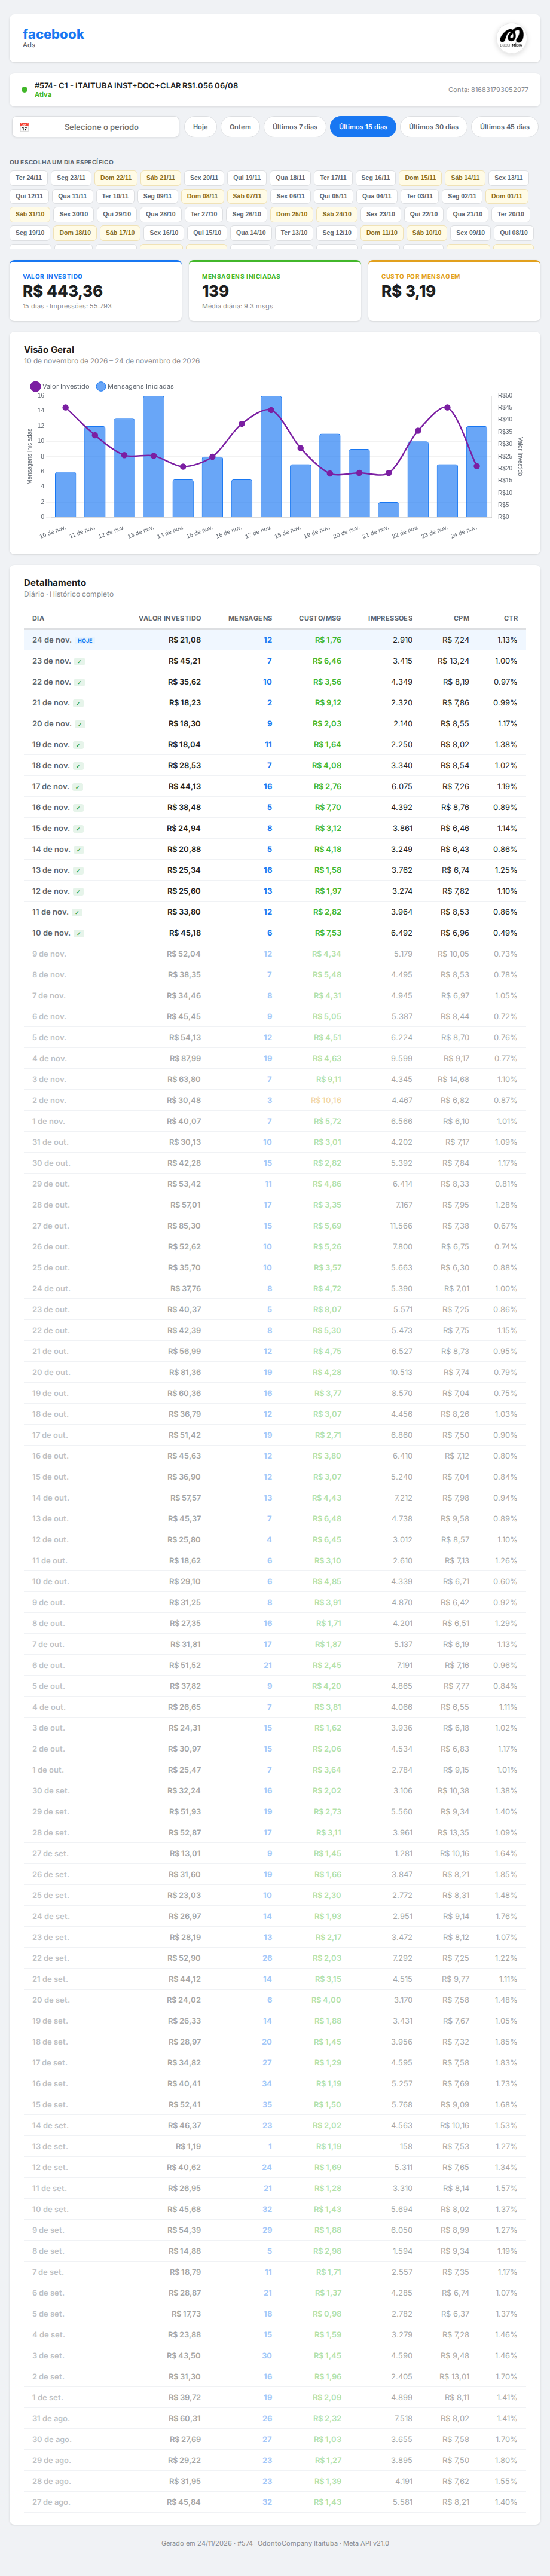 facebook
Ads
#574- C1 - ITAITUBA INST+DOC+CLAR R$1.056 06/08
Ativa
Conta: 816831793052077
Selecione o período
Hoje
Ontem
Últimos 7 dias
Últimos 15 dias
Últimos 30 dias
Últimos 45 dias
OU ESCOLHA UM DIA ESPECÍFICO
Ter 24/11 Seg 23/11 Dom 22/11 Sáb 21/11 Sex 20/11 Qui 19/11 Qua 18/11 Ter 17/11 Seg 16/11 Dom 15/11 Sáb 14/11 Sex 13/11
Qui 12/11 Qua 11/11 Ter 10/11 Seg 09/11 Dom 08/11 Sáb 07/11 Sex 06/11 Qui 05/11 Qua 04/11 Ter 03/11 Seg 02/11 Dom 01/11
Sáb 31/10 Sex 30/10 Qui 29/10 Qua 28/10 Ter 27/10 Seg 26/10 Dom 25/10 Sáb 24/10 Sex 23/10 Qui 22/10 Qua 21/10 Ter 20/10
Seg 19/10 Dom 18/10 Sáb 17/10 Sex 16/10 Qui 15/10 Qua 14/10 Ter 13/10 Seg 12/10 Dom 11/10 Sáb 10/10 Sex 09/10 Qui 08/10
VALOR INVESTIDO
R$ 443,36
15 dias · Impressões: 55.793
MENSAGENS INICIADAS
139
Média diária: 9.3 msgs
CUSTO POR MENSAGEM
R$ 3,19
Visão Geral
10 de novembro de 2026 – 24 de novembro de 2026
Valor Investido Mensagens Iniciadas
Mensagens Iniciadas
16
14
12
10
8
6
4
2
0
R$50
R$45
R$40
R$35
R$30
R$25
R$20
R$15
R$10
R$5
R$0
Valor Investido
10 de nov. 11 de nov. 12 de nov. 13 de nov. 14 de nov. 15 de nov. 16 de nov. 17 de nov. 18 de nov. 19 de nov. 20 de nov. 21 de nov. 22 de nov. 23 de nov. 24 de nov.
Detalhamento
Diário · Histórico completo
DIA VALOR INVESTIDO MENSAGENS CUSTO/MSG IMPRESSÕES CPM CTR
24 de nov. HOJE R$ 21,08 12 R$ 1,76 2.910 R$ 7,24 1.13%
23 de nov. ✓ R$ 45,21 7 R$ 6,46 3.415 R$ 13,24 1.00%
22 de nov. ✓ R$ 35,62 10 R$ 3,56 4.349 R$ 8,19 0.97%
21 de nov. ✓ R$ 18,23 2 R$ 9,12 2.320 R$ 7,86 0.99%
20 de nov. ✓ R$ 18,30 9 R$ 2,03 2.140 R$ 8,55 1.17%
19 de nov. ✓ R$ 18,04 11 R$ 1,64 2.250 R$ 8,02 1.38%
18 de nov. ✓ R$ 28,53 7 R$ 4,08 3.340 R$ 8,54 1.02%
17 de nov. ✓ R$ 44,13 16 R$ 2,76 6.075 R$ 7,26 1.19%
16 de nov. ✓ R$ 38,48 5 R$ 7,70 4.392 R$ 8,76 0.89%
15 de nov. ✓ R$ 24,94 8 R$ 3,12 3.861 R$ 6,46 1.14%
14 de nov. ✓ R$ 20,88 5 R$ 4,18 3.249 R$ 6,43 0.86%
13 de nov. ✓ R$ 25,34 16 R$ 1,58 3.762 R$ 6,74 1.25%
12 de nov. ✓ R$ 25,60 13 R$ 1,97 3.274 R$ 7,82 1.10%
11 de nov. ✓ R$ 33,80 12 R$ 2,82 3.964 R$ 8,53 0.86%
10 de nov. ✓ R$ 45,18 6 R$ 7,53 6.492 R$ 6,96 0.49%
9 de nov. R$ 52,04 12 R$ 4,34 5.179 R$ 10,05 0.73%
8 de nov. R$ 38,35 7 R$ 5,48 4.495 R$ 8,53 0.78%
7 de nov. R$ 34,46 8 R$ 4,31 4.945 R$ 6,97 1.05%
6 de nov. R$ 45,45 9 R$ 5,05 5.387 R$ 8,44 0.72%
5 de nov. R$ 54,13 12 R$ 4,51 6.224 R$ 8,70 0.76%
4 de nov. R$ 87,99 19 R$ 4,63 9.599 R$ 9,17 0.77%
3 de nov. R$ 63,80 7 R$ 9,11 4.345 R$ 14,68 1.10%
2 de nov. R$ 30,48 3 R$ 10,16 4.467 R$ 6,82 0.87%
1 de nov. R$ 40,07 7 R$ 5,72 6.566 R$ 6,10 1.01%
31 de out. R$ 30,13 10 R$ 3,01 4.202 R$ 7,17 1.09%
30 de out. R$ 42,28 15 R$ 2,82 5.392 R$ 7,84 1.17%
29 de out. R$ 53,42 11 R$ 4,86 6.414 R$ 8,33 0.81%
28 de out. R$ 57,01 17 R$ 3,35 7.167 R$ 7,95 1.28%
27 de out. R$ 85,30 15 R$ 5,69 11.566 R$ 7,38 0.67%
26 de out. R$ 52,62 10 R$ 5,26 7.800 R$ 6,75 0.74%
25 de out. R$ 35,70 10 R$ 3,57 5.663 R$ 6,30 0.88%
24 de out. R$ 37,76 8 R$ 4,72 5.390 R$ 7,01 1.00%
23 de out. R$ 40,37 5 R$ 8,07 5.571 R$ 7,25 0.86%
22 de out. R$ 42,39 8 R$ 5,30 5.473 R$ 7,75 1.15%
21 de out. R$ 56,99 12 R$ 4,75 6.527 R$ 8,73 0.95%
20 de out. R$ 81,36 19 R$ 4,28 10.513 R$ 7,74 0.79%
19 de out. R$ 60,36 16 R$ 3,77 8.570 R$ 7,04 0.75%
18 de out. R$ 36,79 12 R$ 3,07 4.456 R$ 8,26 1.03%
17 de out. R$ 51,42 19 R$ 2,71 6.860 R$ 7,50 0.90%
16 de out. R$ 45,63 12 R$ 3,80 6.410 R$ 7,12 0.80%
15 de out. R$ 36,90 12 R$ 3,07 5.240 R$ 7,04 0.84%
14 de out. R$ 57,57 13 R$ 4,43 7.212 R$ 7,98 0.94%
13 de out. R$ 45,37 7 R$ 6,48 4.738 R$ 9,58 0.89%
12 de out. R$ 25,80 4 R$ 6,45 3.012 R$ 8,57 1.10%
11 de out. R$ 18,62 6 R$ 3,10 2.610 R$ 7,13 1.26%
10 de out. R$ 29,10 6 R$ 4,85 4.339 R$ 6,71 0.60%
9 de out. R$ 31,25 8 R$ 3,91 4.870 R$ 6,42 0.92%
8 de out. R$ 27,35 16 R$ 1,71 4.201 R$ 6,51 1.29%
7 de out. R$ 31,81 17 R$ 1,87 5.137 R$ 6,19 1.13%
6 de out. R$ 51,52 21 R$ 2,45 7.191 R$ 7,16 0.96%
5 de out. R$ 37,82 9 R$ 4,20 4.865 R$ 7,77 0.84%
4 de out. R$ 26,65 7 R$ 3,81 4.066 R$ 6,55 1.11%
3 de out. R$ 24,31 15 R$ 1,62 3.936 R$ 6,18 1.02%
2 de out. R$ 30,97 15 R$ 2,06 4.534 R$ 6,83 1.17%
1 de out. R$ 25,47 7 R$ 3,64 2.784 R$ 9,15 1.01%
30 de set. R$ 32,24 16 R$ 2,02 3.106 R$ 10,38 1.38%
29 de set. R$ 51,93 19 R$ 2,73 5.560 R$ 9,34 1.40%
28 de set. R$ 52,87 17 R$ 3,11 3.961 R$ 13,35 1.09%
27 de set. R$ 13,01 9 R$ 1,45 1.281 R$ 10,16 1.64%
26 de set. R$ 31,60 19 R$ 1,66 3.847 R$ 8,21 1.85%
25 de set. R$ 23,03 10 R$ 2,30 2.772 R$ 8,31 1.48%
24 de set. R$ 26,97 14 R$ 1,93 2.951 R$ 9,14 1.76%
23 de set. R$ 28,19 13 R$ 2,17 3.472 R$ 8,12 1.07%
22 de set. R$ 52,90 26 R$ 2,03 7.292 R$ 7,25 1.22%
21 de set. R$ 44,12 14 R$ 3,15 4.515 R$ 9,77 1.11%
20 de set. R$ 24,02 6 R$ 4,00 3.170 R$ 7,58 1.48%
19 de set. R$ 26,33 14 R$ 1,88 3.431 R$ 7,67 1.05%
18 de set. R$ 28,97 20 R$ 1,45 3.956 R$ 7,32 1.85%
17 de set. R$ 34,82 27 R$ 1,29 4.595 R$ 7,58 1.83%
16 de set. R$ 40,41 34 R$ 1,19 5.257 R$ 7,69 1.73%
15 de set. R$ 52,41 35 R$ 1,50 5.768 R$ 9,09 1.68%
14 de set. R$ 46,37 23 R$ 2,02 4.563 R$ 10,16 1.53%
13 de set. R$ 1,19 1 R$ 1,19 158 R$ 7,53 1.27%
12 de set. R$ 40,62 24 R$ 1,69 5.311 R$ 7,65 1.34%
11 de set. R$ 26,95 21 R$ 1,28 3.310 R$ 8,14 1.57%
10 de set. R$ 45,68 32 R$ 1,43 5.694 R$ 8,02 1.37%
9 de set. R$ 54,39 29 R$ 1,88 6.050 R$ 8,99 1.27%
8 de set. R$ 14,88 5 R$ 2,98 1.594 R$ 9,34 1.19%
7 de set. R$ 18,79 11 R$ 1,71 2.557 R$ 7,35 1.17%
6 de set. R$ 28,87 21 R$ 1,37 4.285 R$ 6,74 1.07%
5 de set. R$ 17,73 18 R$ 0,98 2.782 R$ 6,37 1.37%
4 de set. R$ 23,88 15 R$ 1,59 3.279 R$ 7,28 1.46%
3 de set. R$ 43,50 30 R$ 1,45 4.590 R$ 9,48 1.46%
2 de set. R$ 31,30 16 R$ 1,96 2.405 R$ 13,01 1.70%
1 de set. R$ 39,72 19 R$ 2,09 4.899 R$ 8,11 1.41%
31 de ago. R$ 60,31 26 R$ 2,32 7.518 R$ 8,02 1.41%
30 de ago. R$ 27,69 27 R$ 1,03 3.655 R$ 7,58 1.70%
29 de ago. R$ 29,22 23 R$ 1,27 3.895 R$ 7,50 1.80%
28 de ago. R$ 31,95 23 R$ 1,39 4.191 R$ 7,62 1.55%
27 de ago. R$ 45,84 32 R$ 1,43 5.581 R$ 8,21 1.40%
Gerado em 24/11/2026 · #574 -OdontoCompany Itaituba · Meta API v21.0